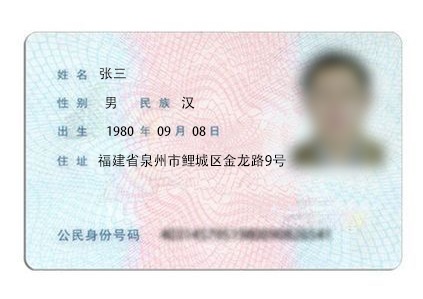 姓名 张三
性别 男 民族 汉
出生 1980 年 09 月 08 日
住址 福建省泉州市鲤城区金龙路9号
公民身份号码